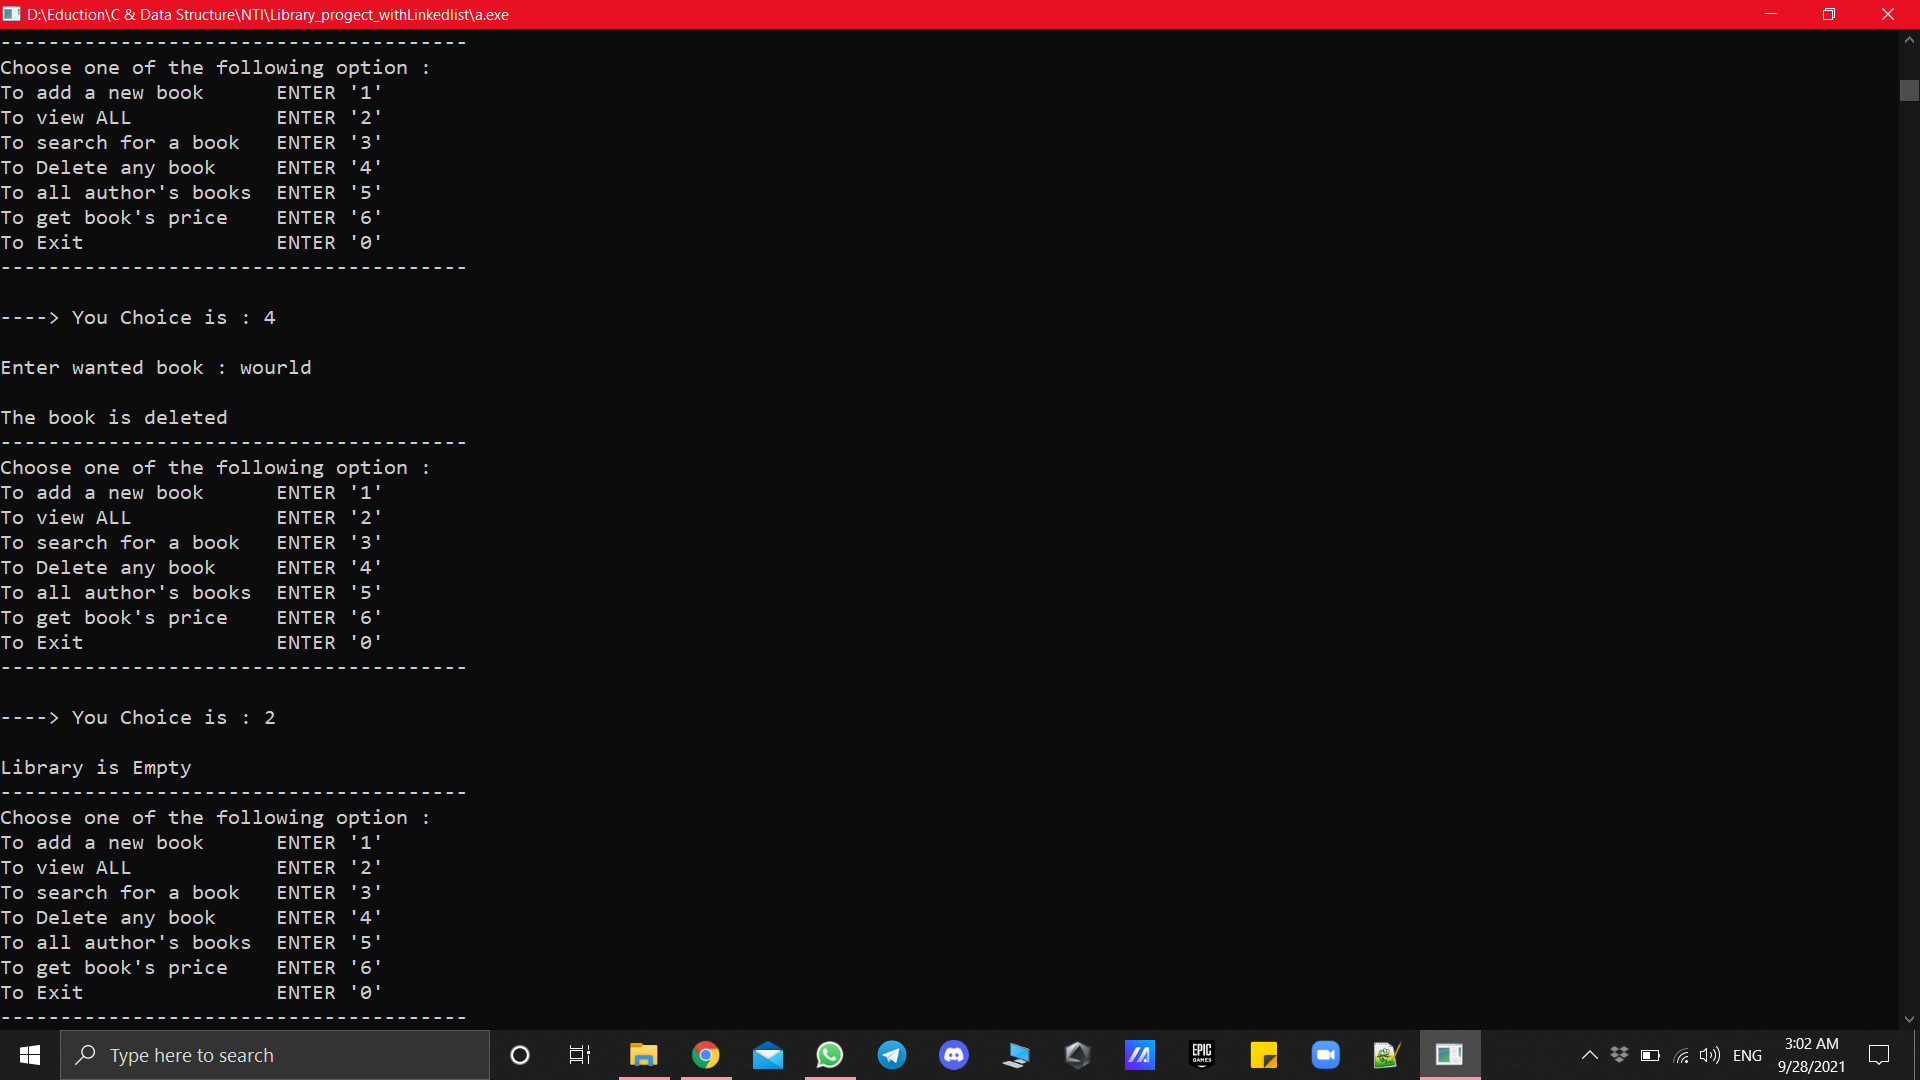 D:\Eduction\C & Data Structure\NTI\Library_progect_withLinkedlist\a.exe
---------------------------------------
Choose one of the following option :
To add a new book      ENTER '1'
To view ALL            ENTER '2'
To search for a book   ENTER '3'
To Delete any book     ENTER '4'
To all author's books  ENTER '5'
To get book's price    ENTER '6'
To Exit                ENTER '0'
---------------------------------------
----> You Choice is : 4
Enter wanted book : wourld
The book is deleted
---------------------------------------
Choose one of the following option :
To add a new book      ENTER '1'
To view ALL            ENTER '2'
To search for a book   ENTER '3'
To Delete any book     ENTER '4'
To all author's books  ENTER '5'
To get book's price    ENTER '6'
To Exit                ENTER '0'
---------------------------------------
----> You Choice is : 2
Library is Empty
---------------------------------------
Choose one of the following option :
To add a new book      ENTER '1'
To view ALL            ENTER '2'
To search for a book   ENTER '3'
To Delete any book     ENTER '4'
To all author's books  ENTER '5'
To get book's price    ENTER '6'
To Exit                ENTER '0'
---------------------------------------
Type here to search
EPIC
GAMES
ENG
3:02 AM
9/28/2021